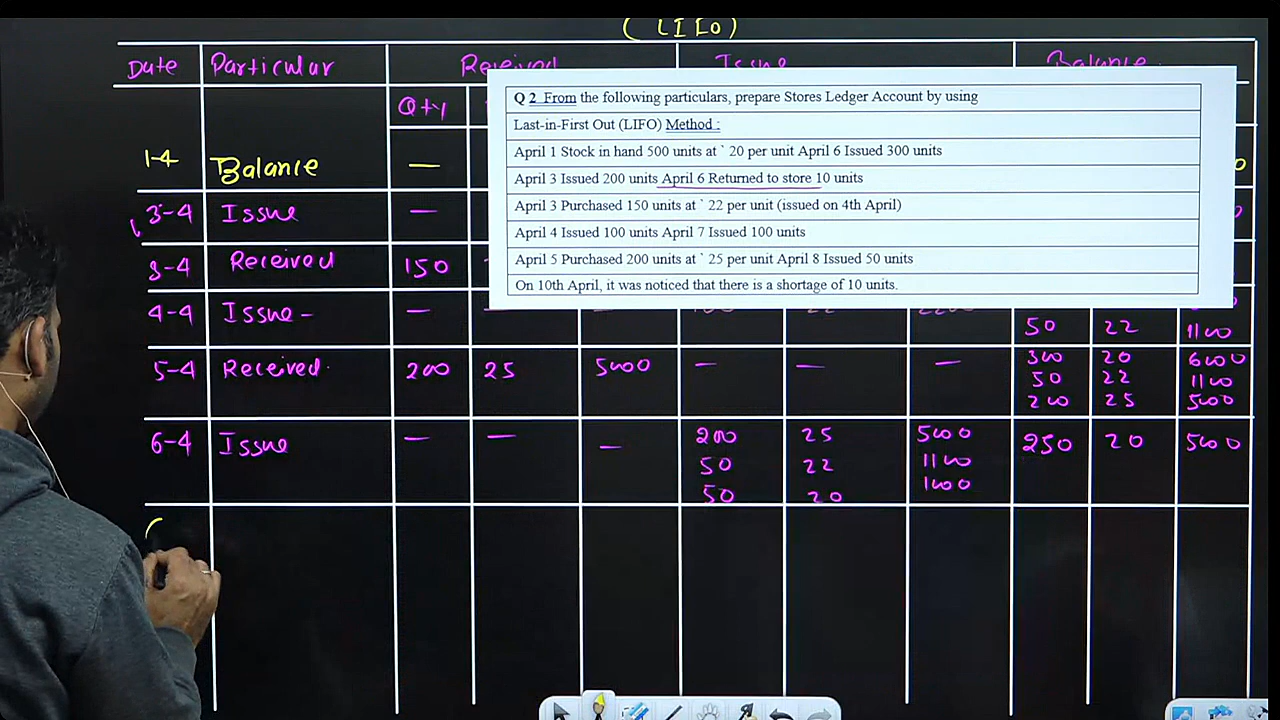 (LIFO)
Date Particular Received Issue Balance
Qty
1-4 Balance —
3-4 Issue —
3-4 Received 150
4-4 Issue - —
50 22 1100
5-4 Received 200 25 5000 — — — 300 20 6000
50 22 1100
200 25 5000
6-4 Issue — — — 200 25 5000 250 20 5000
50 22 1100
50 20 1000
Q 2 From the following particulars, prepare Stores Ledger Account by using
Last-in-First Out (LIFO) Method :
April 1 Stock in hand 500 units at ` 20 per unit April 6 Issued 300 units
April 3 Issued 200 units April 6 Returned to store 10 units
April 3 Purchased 150 units at ` 22 per unit (issued on 4th April)
April 4 Issued 100 units April 7 Issued 100 units
April 5 Purchased 200 units at ` 25 per unit April 8 Issued 50 units
On 10th April, it was noticed that there is a shortage of 10 units.